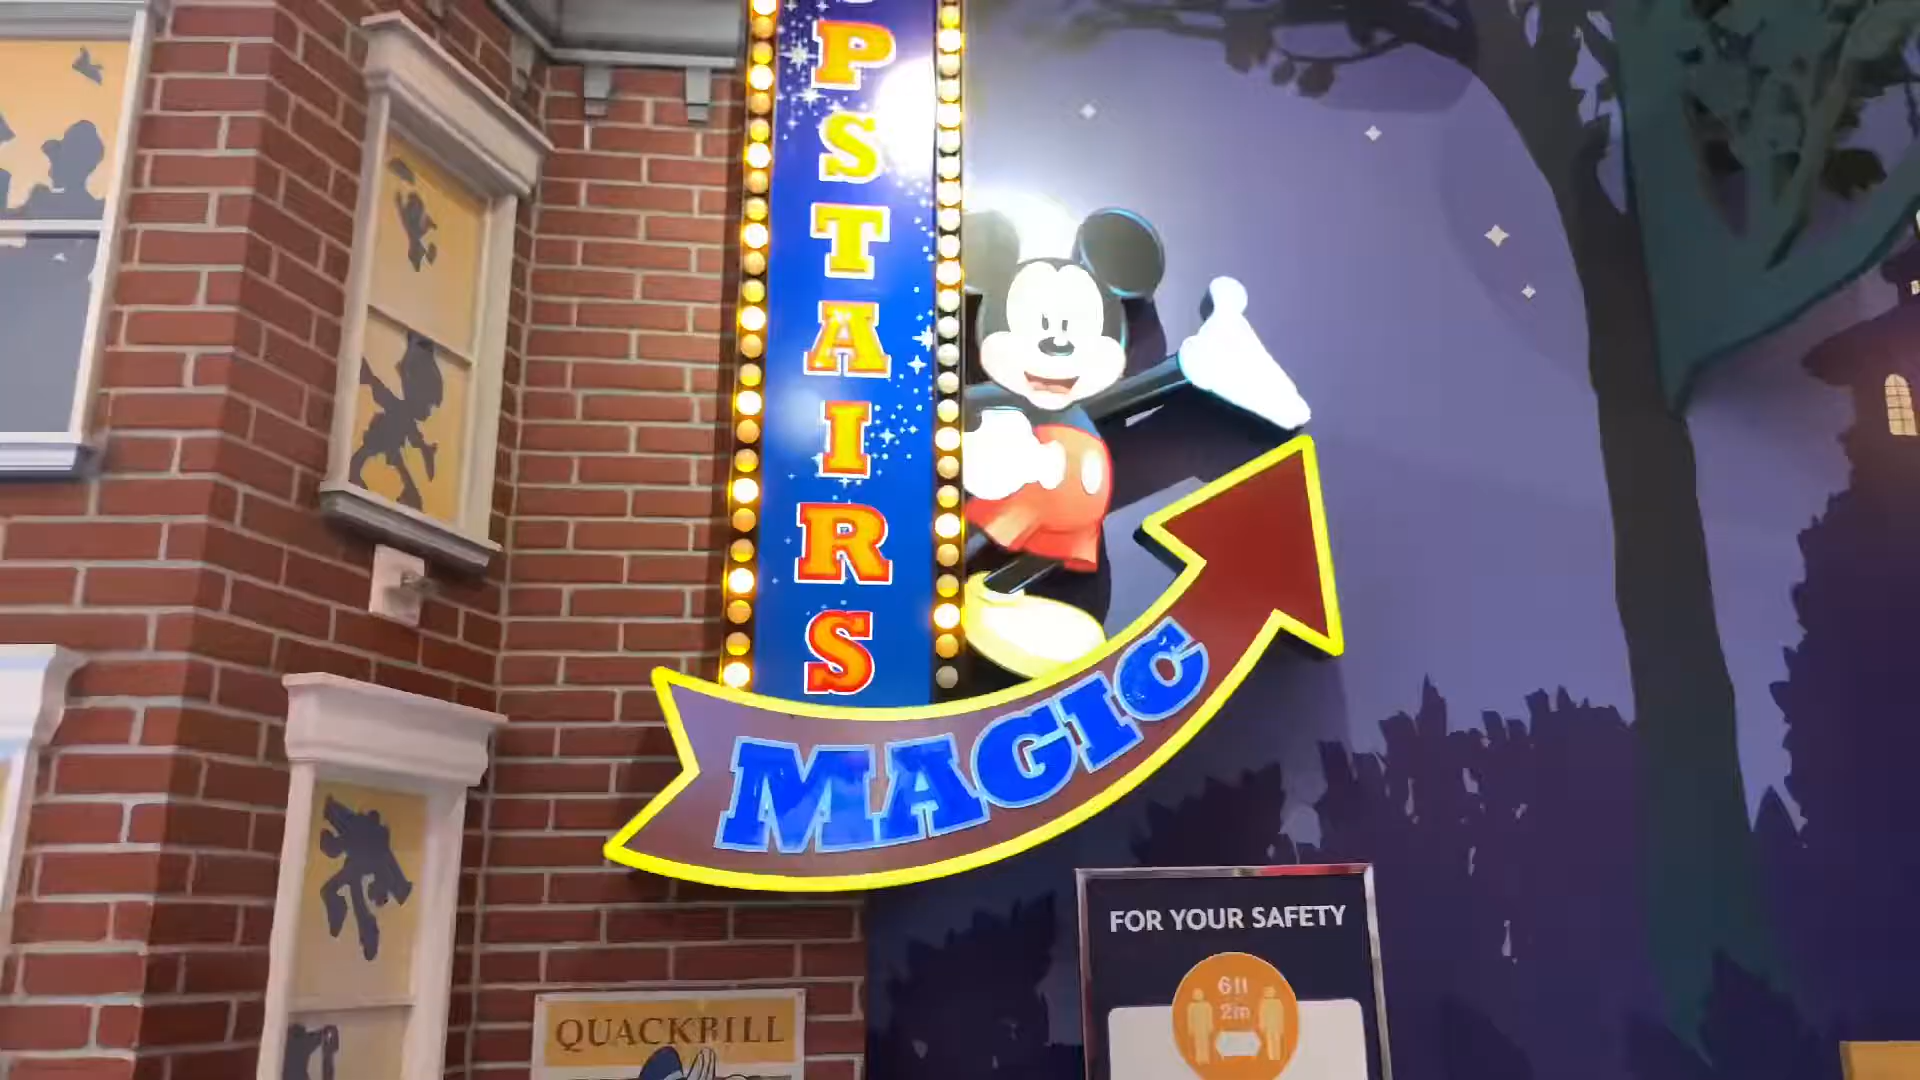 PSTAIRS
MAGIC
FOR YOUR SAFETY
6ft
2m
QUACKBILL